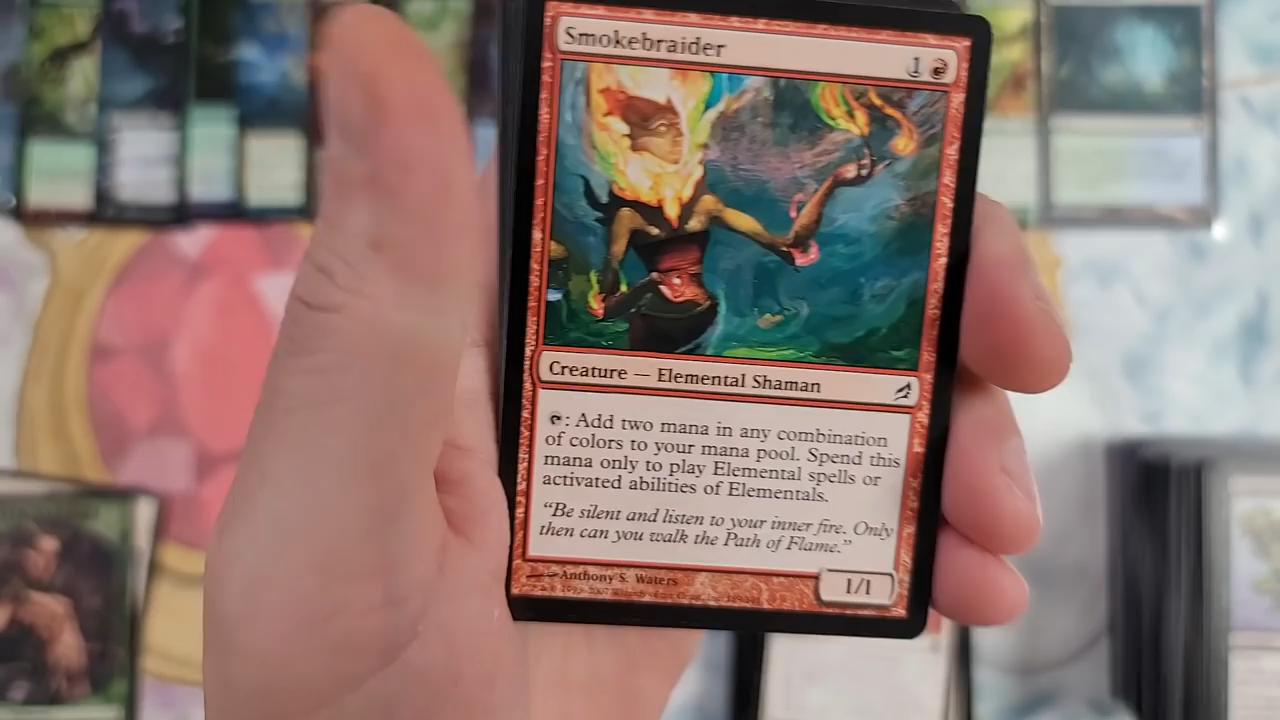 Smokebraider
1
Creature — Elemental Shaman
: Add two mana in any combination
of colors to your mana pool. Spend this
mana only to play Elemental spells or
activated abilities of Elementals.
“Be silent and listen to your inner fire. Only
then can you walk the Path of Flame.”
Anthony S. Waters
1/1